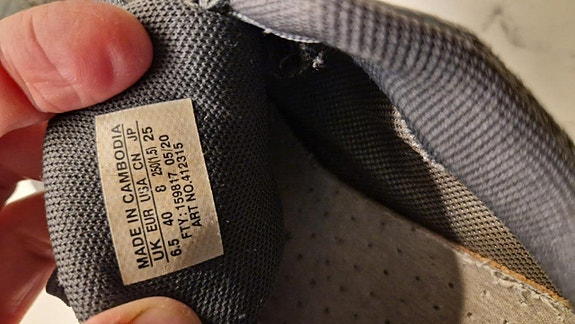 MADE IN CAMBODIA
UK EUR USA CN JP
6.5 40 8 250(1.5) 25
FTY: 159817 05/20
ART NO.412315